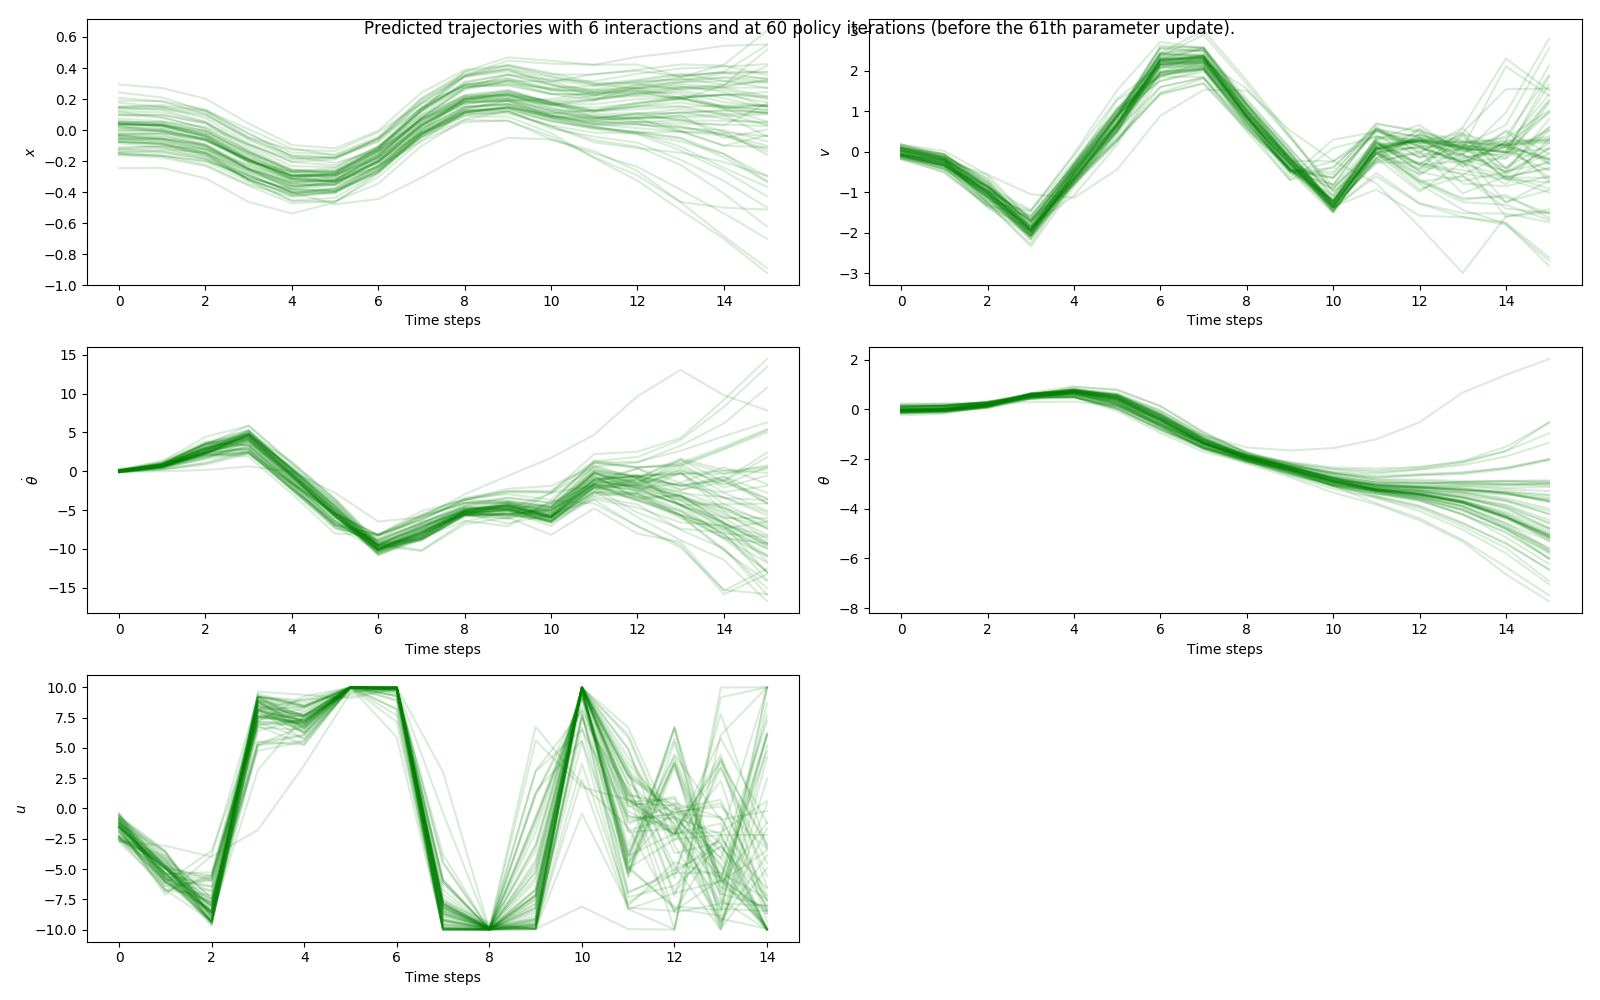 Predicted trajectories with 6 interactions and at 60 policy iterations (before the 61th parameter update).
x
0.6
0.4
0.2
0.0
−0.2
−0.4
−0.6
−0.8
−1.0
0 2 4 6 8 10 12 14
Time steps
v
3
2
1
0
−1
−2
−3
0 2 4 6 8 10 12 14
Time steps
θ̇
15
10
5
0
−5
−10
−15
0 2 4 6 8 10 12 14
Time steps
θ
2
0
−2
−4
−6
−8
0 2 4 6 8 10 12 14
Time steps
u
10.0
7.5
5.0
2.5
0.0
−2.5
−5.0
−7.5
−10.0
0 2 4 6 8 10 12 14
Time steps